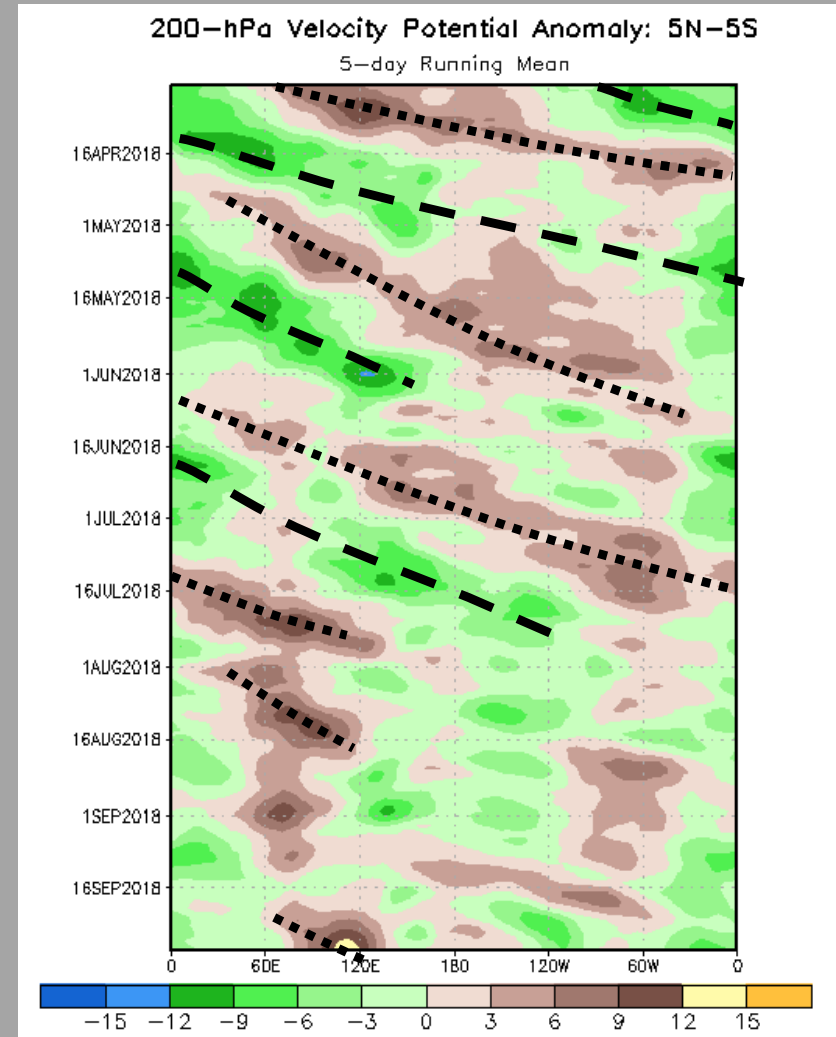 200-hPa Velocity Potential Anomaly: 5N-5S
5-day Running Mean
16APR2018
1MAY2018
16MAY2018
1JUN2018
16JUN2018
1JUL2018
16JUL2018
1AUG2018
16AUG2018
1SEP2018
16SEP2018
0 60E 120E 180 120W 60W 0
-15 -12 -9 -6 -3 0 3 6 9 12 15